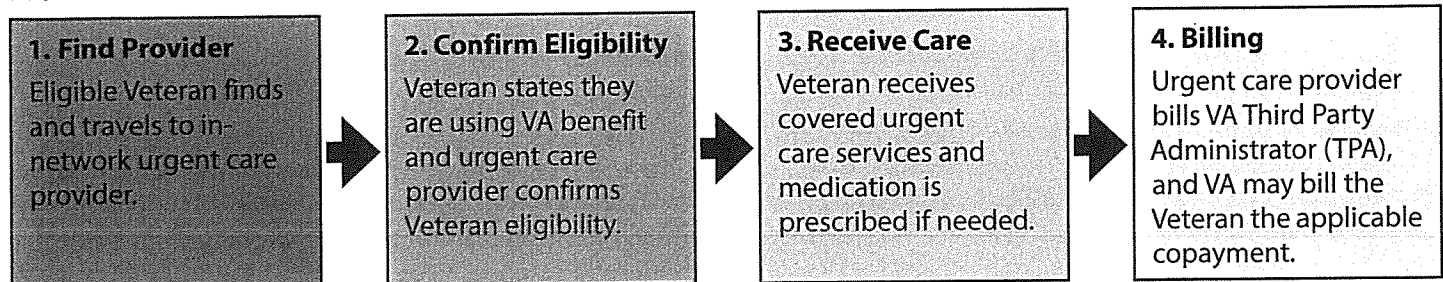 1. Find Provider
Eligible Veteran finds
and travels to in-
network urgent care
provider.
2. Confirm Eligibility
Veteran states they
are using VA benefit
and urgent care
provider confirms
Veteran eligibility.
3. Receive Care
Veteran receives
covered urgent
care services and
medication is
prescribed if needed.
4. Billing
Urgent care provider
bills VA Third Party
Administrator (TPA),
and VA may bill the
Veteran the applicable
copayment.